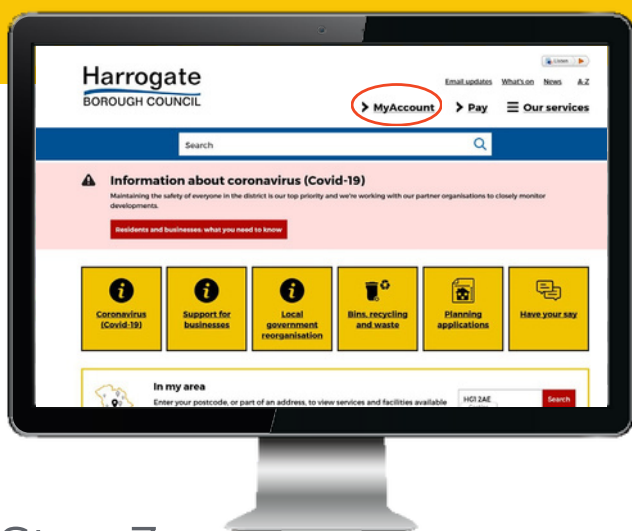 Listen
Harrogate
BOROUGH COUNCIL
Email updates What's on News A-Z
MyAccount Pay Our services
Search
Information about coronavirus (Covid-19)
Maintaining the safety of everyone in the district is our top priority and we're working with our partner organisations to closely monitor
developments.
Residents and businesses: what you need to know
Coronavirus
(Covid-19)
Support for
businesses
Local
government
reorganisation
Bins, recycling
and waste
Planning
applications
Have your say
In my area
Enter your postcode, or part of an address, to view services and facilities available
HG1 2AE
Search